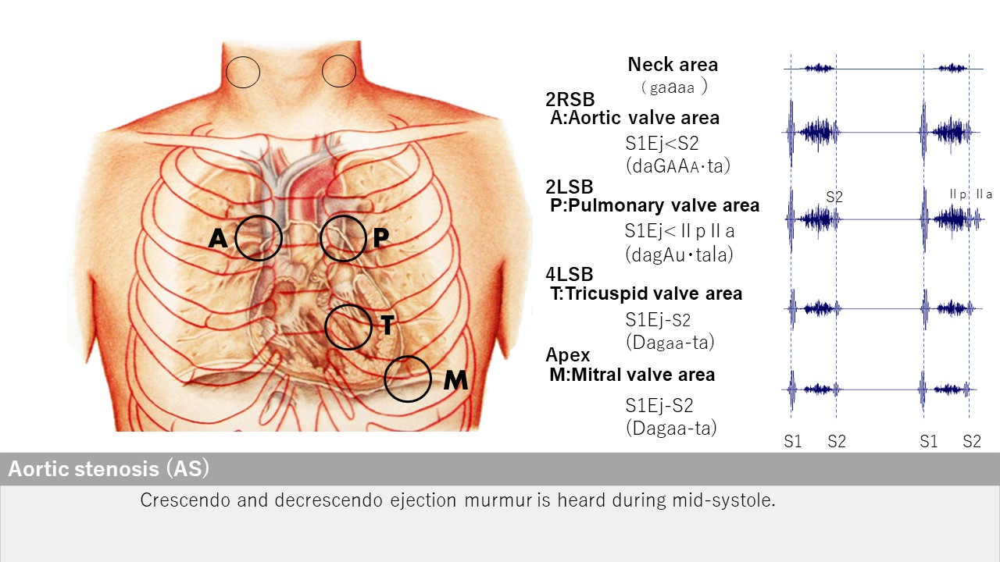 Neck area
( gaaaa )
2RSB
A:Aortic valve area
S1Ej<S2
(daGAAA・ta)
2LSB
P:Pulmonary valve area
S1Ej< II p II a
(dagAu・tala)
4LSB
T:Tricuspid valve area
S1Ej-S2
(Dagaa-ta)
Apex
M:Mitral valve area
S1Ej-S2
(Dagaa-ta)
A
P
T
M
S2
II p II a
S1 S2 S1 S2
Aortic stenosis (AS)
Crescendo and decrescendo ejection murmur is heard during mid-systole.